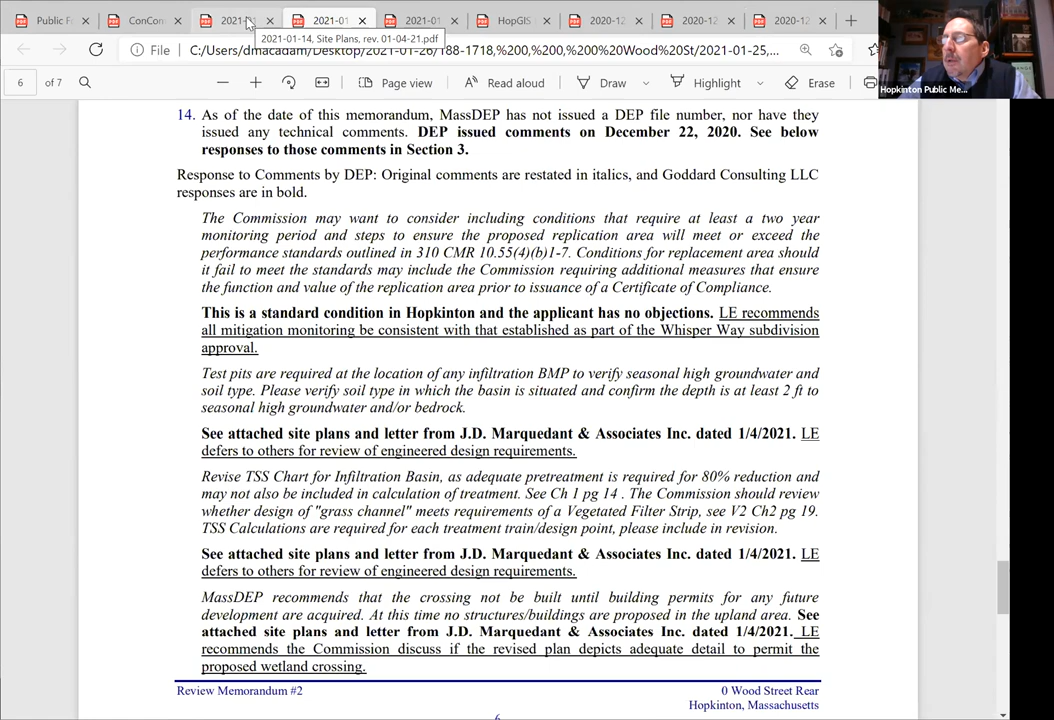 Public F
ConCon
2021-
2021-01
2021-01
HopGIS
2020-12
2020-12
2020-12
2021-01-14, Site Plans, rev. 01-04-21.pdf
File
C:/Users/dmacadam/Desktop/2021-01-26/188-1718,%200,%200,%200%20Wood%20St/2021-01-25,...
6 of 7
Page view
Read aloud
Draw
Highlight
Erase
Hopkinton Public Me...
14. As of the date of this memorandum, MassDEP has not issued a DEP file number, nor have they
issued any technical comments. DEP issued comments on December 22, 2020. See below
responses to those comments in Section 3.
Response to Comments by DEP: Original comments are restated in italics, and Goddard Consulting LLC
responses are in bold.
The Commission may want to consider including conditions that require at least a two year
monitoring period and steps to ensure the proposed replication area will meet or exceed the
performance standards outlined in 310 CMR 10.55(4)(b)1-7. Conditions for replacement area should
it fail to meet the standards may include the Commission requiring additional measures that ensure
the function and value of the replication area prior to issuance of a Certificate of Compliance.
This is a standard condition in Hopkinton and the applicant has no objections. LE recommends
all mitigation monitoring be consistent with that established as part of the Whisper Way subdivision
approval.
Test pits are required at the location of any infiltration BMP to verify seasonal high groundwater and
soil type. Please verify soil type in which the basin is situated and confirm the depth is at least 2 ft to
seasonal high groundwater and/or bedrock.
See attached site plans and letter from J.D. Marquedant & Associates Inc. dated 1/4/2021. LE
defers to others for review of engineered design requirements.
Revise TSS Chart for Infiltration Basin, as adequate pretreatment is required for 80% reduction and
may not also be included in calculation of treatment. See Ch 1 pg 14 . The Commission should review
whether design of "grass channel" meets requirements of a Vegetated Filter Strip, see V2 Ch2 pg 19.
TSS Calculations are required for each treatment train/design point, please include in revision.
See attached site plans and letter from J.D. Marquedant & Associates Inc. dated 1/4/2021. LE
defers to others for review of engineered design requirements.
MassDEP recommends that the crossing not be built until building permits for any future
development are acquired. At this time no structures/buildings are proposed in the upland area. See
attached site plans and letter from J.D. Marquedant & Associates Inc. dated 1/4/2021. LE
recommends the Commission discuss if the revised plan depicts adequate detail to permit the
proposed wetland crossing.
Review Memorandum #2
0 Wood Street Rear
Hopkinton, Massachusetts
6